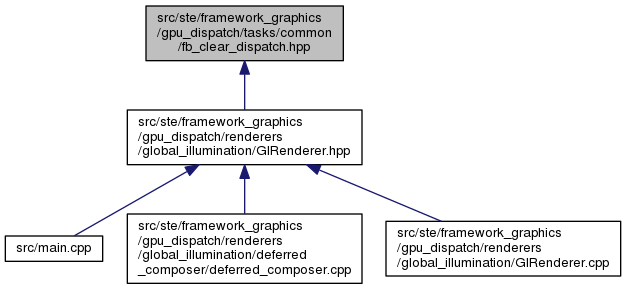 src/ste/framework_graphics
/gpu_dispatch/tasks/common
/fb_clear_dispatch.hpp
src/ste/framework_graphics
/gpu_dispatch/renderers
/global_illumination/GIRenderer.hpp
src/main.cpp
src/ste/framework_graphics
/gpu_dispatch/renderers
/global_illumination/deferred
_composer/deferred_composer.cpp
src/ste/framework_graphics
/gpu_dispatch/renderers
/global_illumination/GIRenderer.cpp